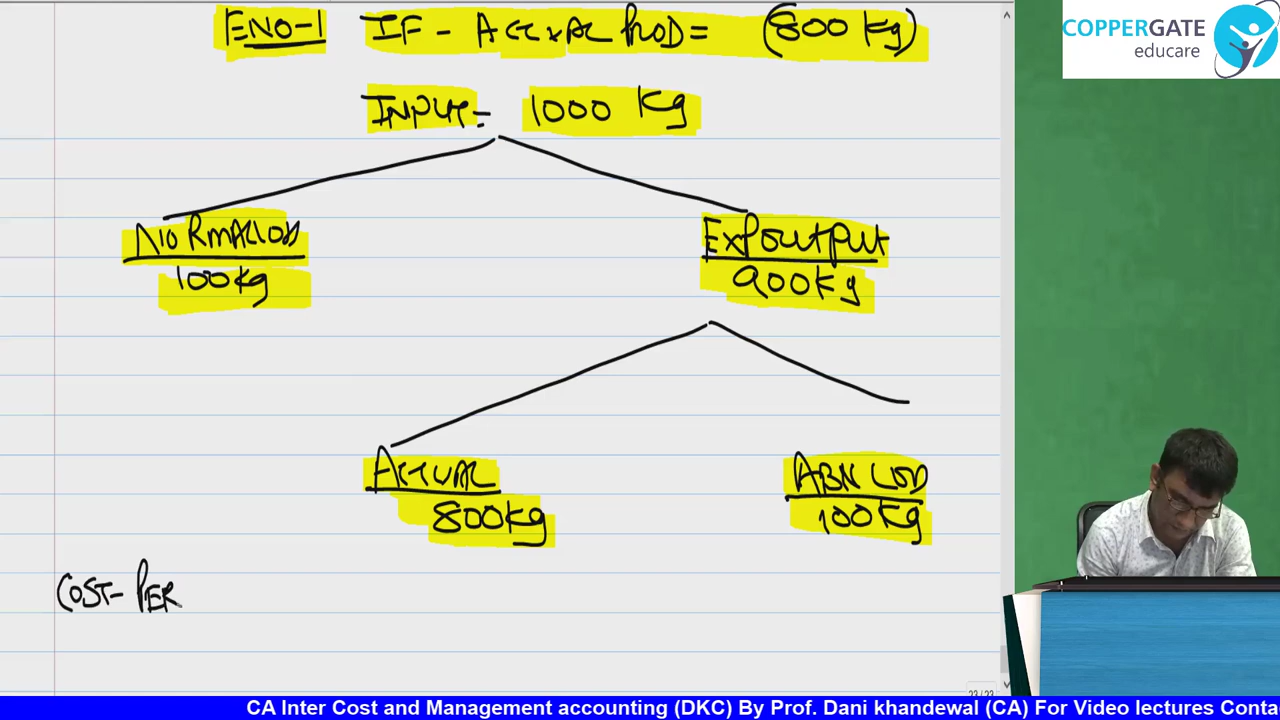 ENO-1 IF - ACTUAL PROD = (800 kg)
COPPERGATE
educare
INPUT - 1000 Kg
NORMAL LOSS
100 kg
EXP OUTPUT
900 kg
ACTUAL
800 kg
ABN LOSS
100 Kg
COST- PER
23/23
CA Inter Cost and Management accounting (DKC) By Prof. Dani khandewal (CA) For Video lectures Conta